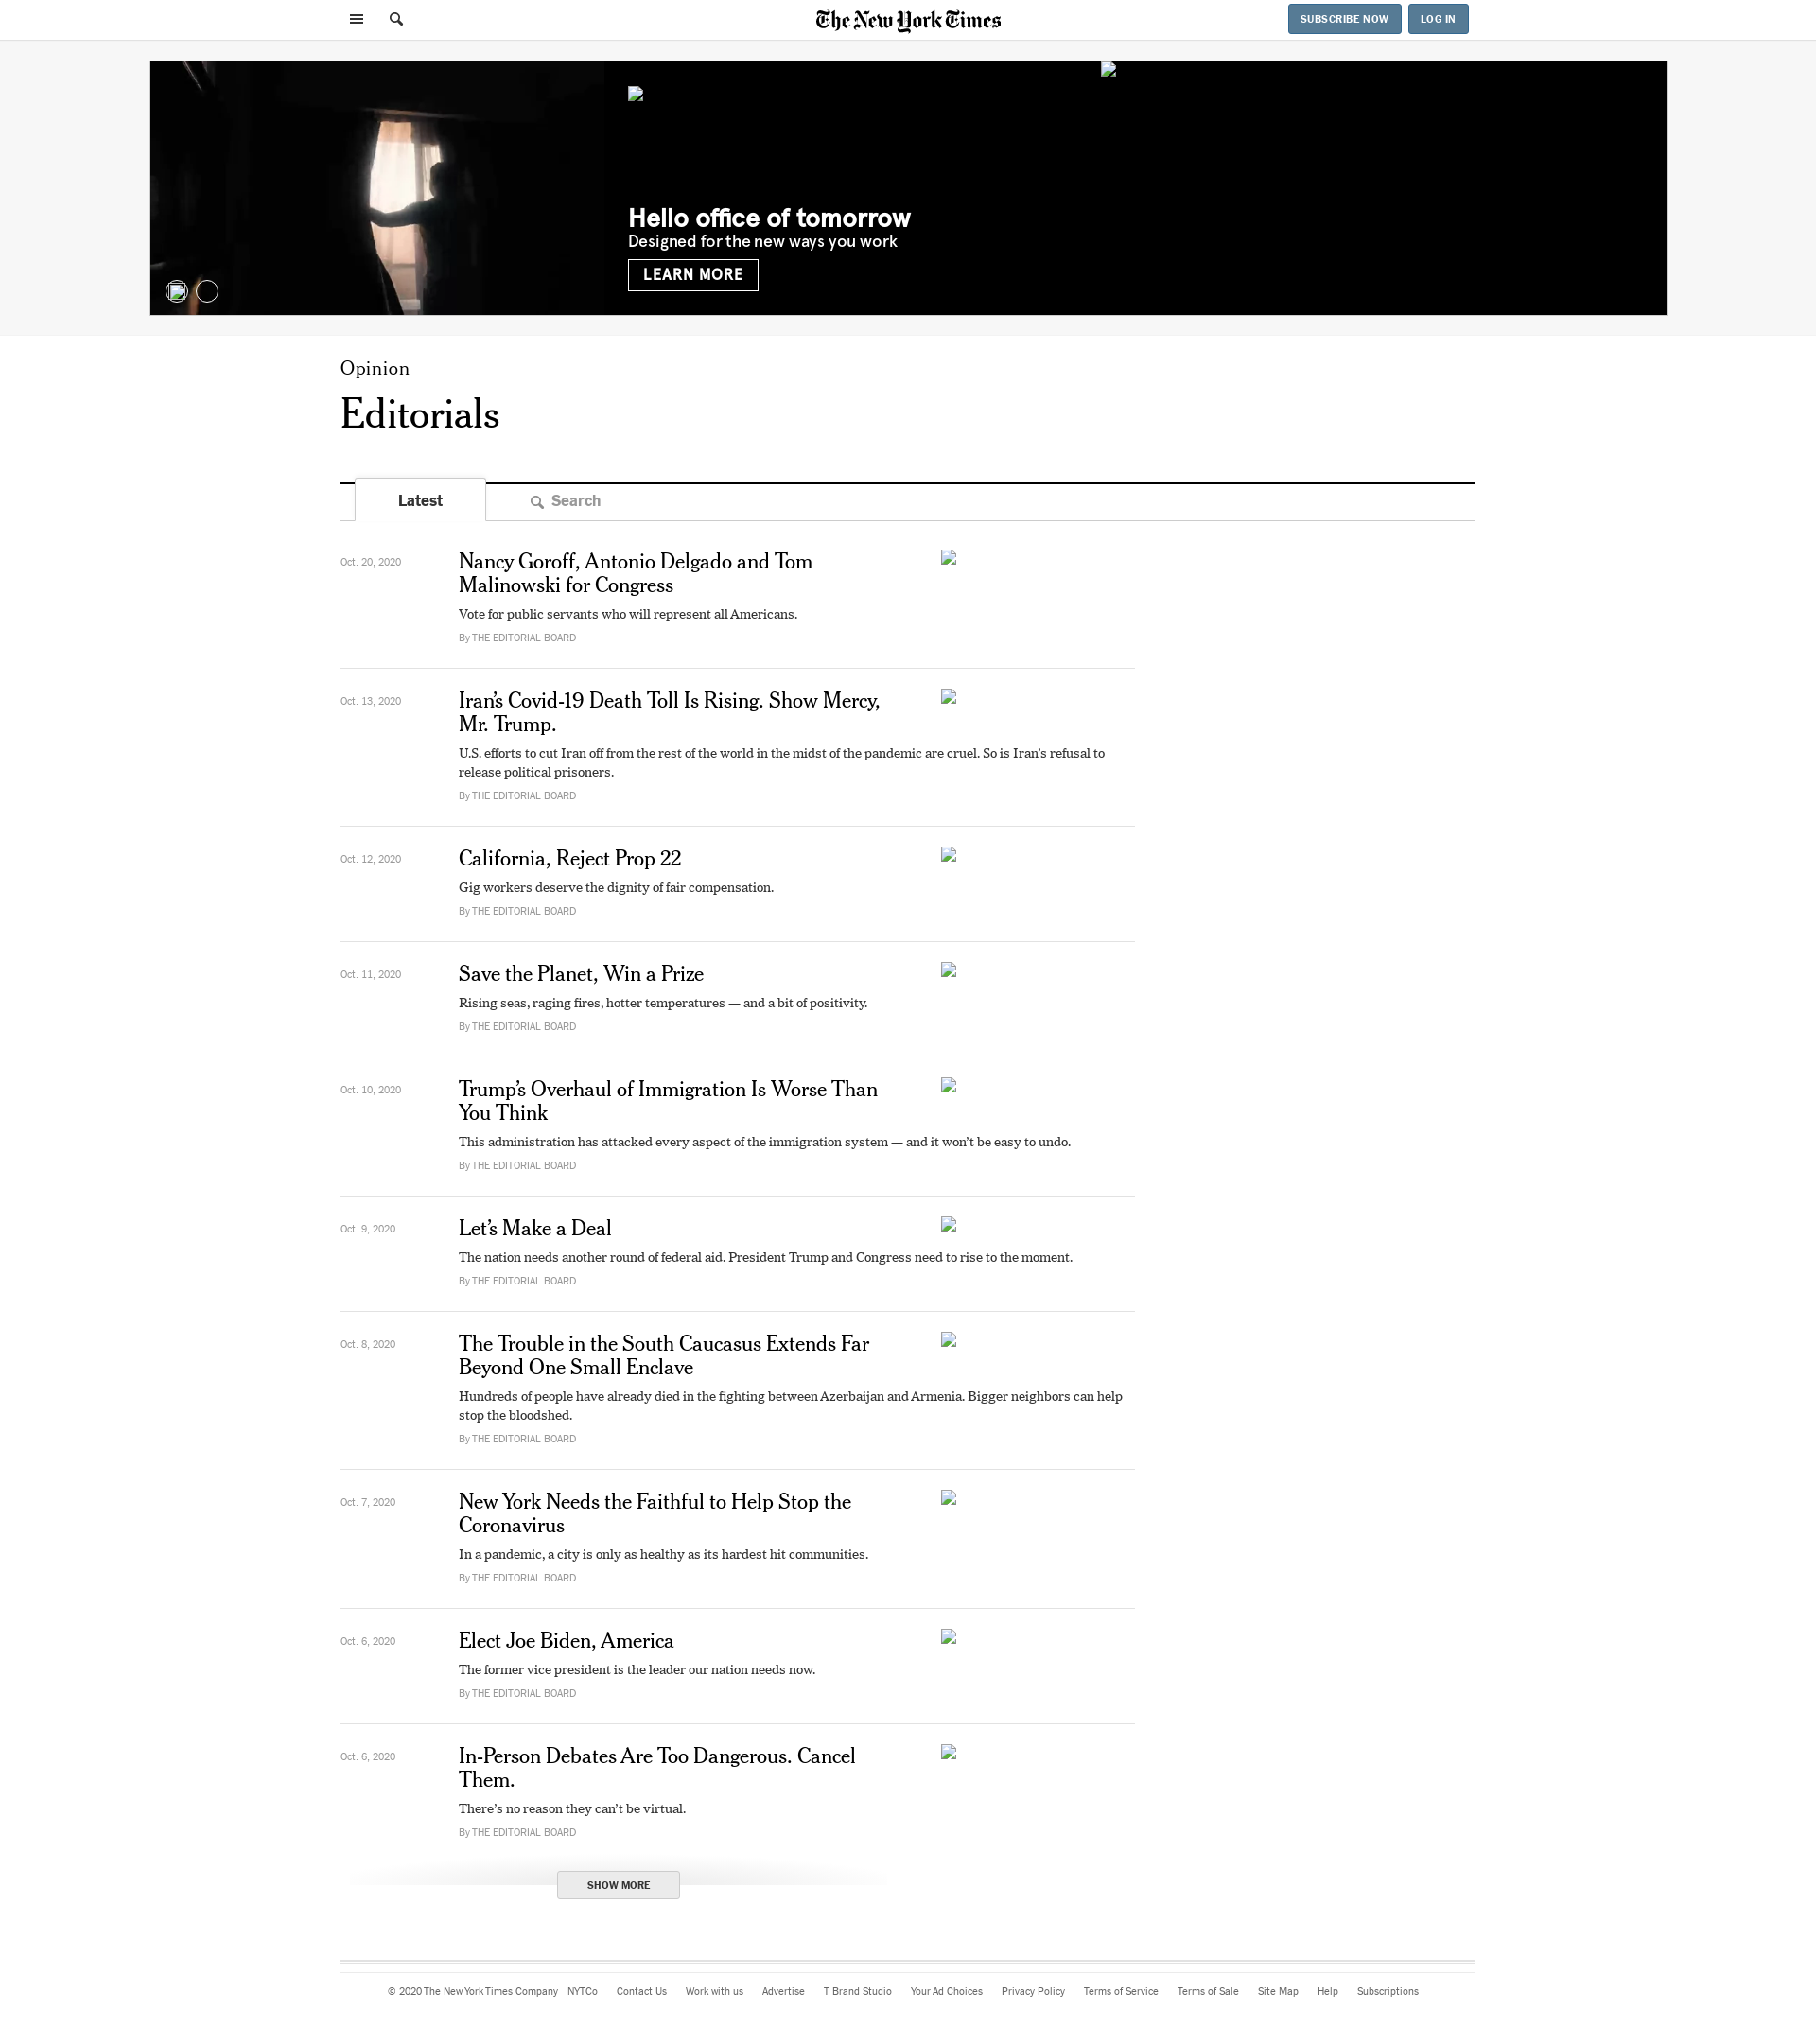 The New York Times
SUBSCRIBE NOW
LOG IN
Hello office of tomorrow
Designed for the new ways you work
LEARN MORE
Opinion
Editorials
Latest
Search
Oct. 20, 2020
Nancy Goroff, Antonio Delgado and Tom
Malinowski for Congress
Vote for public servants who will represent all Americans.
By THE EDITORIAL BOARD
Oct. 13, 2020
Iran’s Covid-19 Death Toll Is Rising. Show Mercy,
Mr. Trump.
U.S. efforts to cut Iran off from the rest of the world in the midst of the pandemic are cruel. So is Iran’s refusal to
release political prisoners.
By THE EDITORIAL BOARD
Oct. 12, 2020
California, Reject Prop 22
Gig workers deserve the dignity of fair compensation.
By THE EDITORIAL BOARD
Oct. 11, 2020
Save the Planet, Win a Prize
Rising seas, raging fires, hotter temperatures — and a bit of positivity.
By THE EDITORIAL BOARD
Oct. 10, 2020
Trump’s Overhaul of Immigration Is Worse Than
You Think
This administration has attacked every aspect of the immigration system — and it won’t be easy to undo.
By THE EDITORIAL BOARD
Oct. 9, 2020
Let’s Make a Deal
The nation needs another round of federal aid. President Trump and Congress need to rise to the moment.
By THE EDITORIAL BOARD
Oct. 8, 2020
The Trouble in the South Caucasus Extends Far
Beyond One Small Enclave
Hundreds of people have already died in the fighting between Azerbaijan and Armenia. Bigger neighbors can help
stop the bloodshed.
By THE EDITORIAL BOARD
Oct. 7, 2020
New York Needs the Faithful to Help Stop the
Coronavirus
In a pandemic, a city is only as healthy as its hardest hit communities.
By THE EDITORIAL BOARD
Oct. 6, 2020
Elect Joe Biden, America
The former vice president is the leader our nation needs now.
By THE EDITORIAL BOARD
Oct. 6, 2020
In-Person Debates Are Too Dangerous. Cancel
Them.
There’s no reason they can’t be virtual.
By THE EDITORIAL BOARD
SHOW MORE
© 2020 The New York Times Company NYTCo Contact Us Work with us Advertise T Brand Studio Your Ad Choices Privacy Policy Terms of Service Terms of Sale Site Map Help Subscriptions